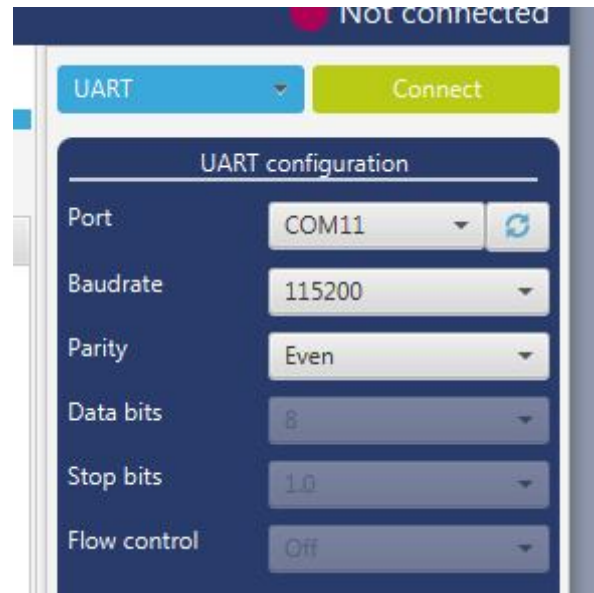 Not connected
UART Connect
UART configuration
Port COM11
Baudrate 115200
Parity Even
Data bits 8
Stop bits 1.0
Flow control Off